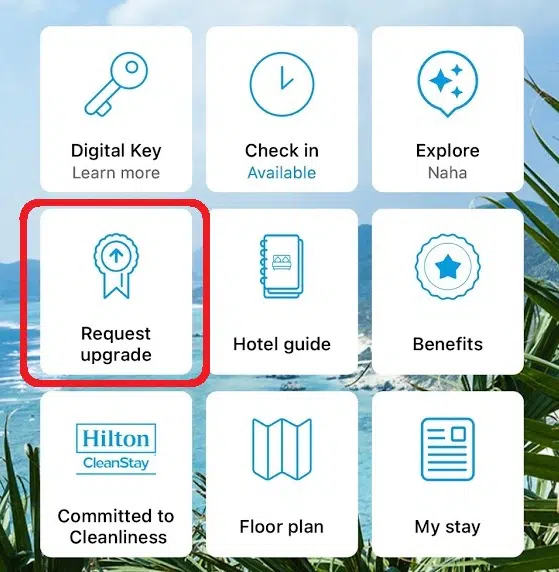 Digital Key
Learn more
Check in
Available
Explore
Naha
Request
upgrade
Hotel guide
Benefits
Hilton
CleanStay
Committed to
Cleanliness
Floor plan
My stay